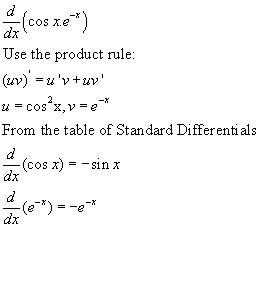 d/dx (cos x.e^{-x})
Use the product rule:
(uv)' = u'v + uv'
u = cos²x, v = e^{-x}
From the table of Standard Differentials
d/dx (cos x) = −sin x
d/dx (e^{-x}) = −e^{-x}